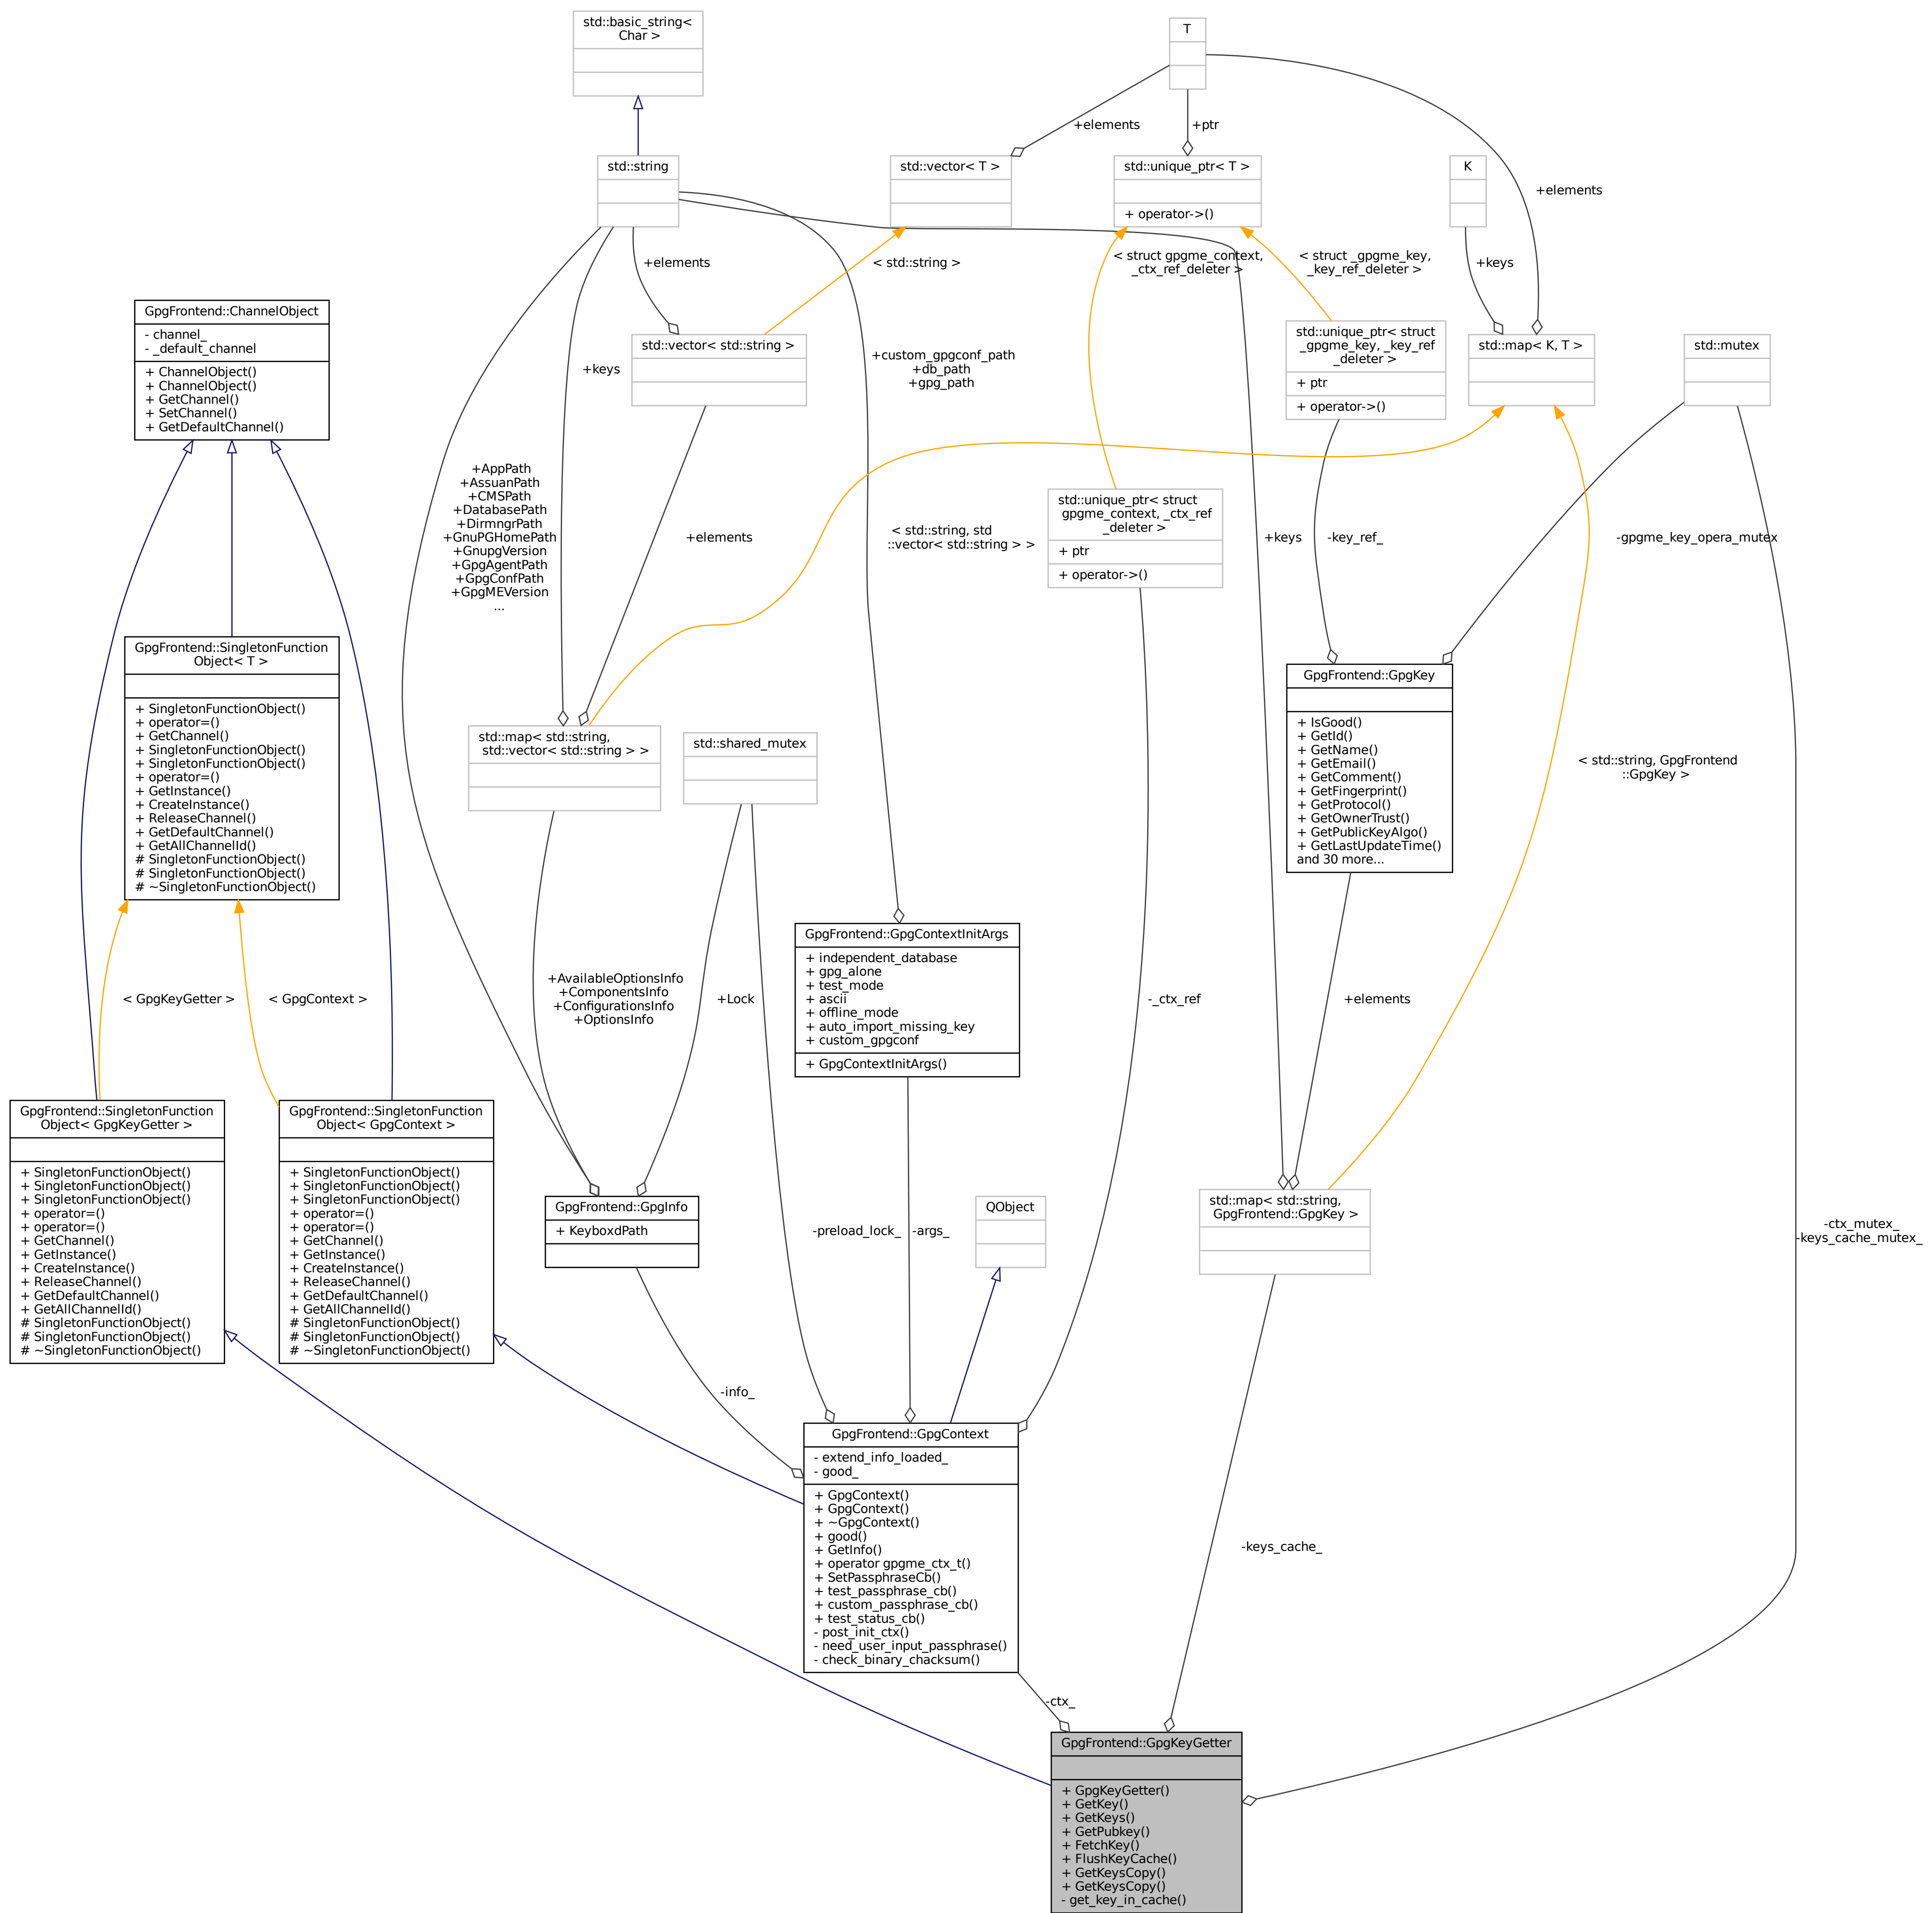 std::basic_string<
Char >
T
+elements
+ptr
std::string
std::vector< T >
std::unique_ptr< T >
+ operator->()
K
+elements
+elements
< std::string >
< struct gpgme_context,
_ctx_ref_deleter >
< struct _gpgme_key,
_key_ref_deleter >
+keys
GpgFrontend::ChannelObject
- channel_
- _default_channel
+ ChannelObject()
+ ChannelObject()
+ GetChannel()
+ SetChannel()
+ GetDefaultChannel()
+keys
std::vector< std::string >
+custom_gpgconf_path
+db_path
+gpg_path
std::unique_ptr< struct
_gpgme_key, _key_ref
_deleter >
+ ptr
+ operator->()
std::map< K, T >
std::mutex
+AppPath
+AssuanPath
+CMSPath
+DatabasePath
+DirmngrPath
+GnuPGHomePath
+GnupgVersion
+GpgAgentPath
+GpgConfPath
+GpgMEVersion
...
+elements
< std::string, std
::vector< std::string > >
std::unique_ptr< struct
gpgme_context, _ctx_ref
_deleter >
+ ptr
+ operator->()
+keys
-key_ref_
-gpgme_key_opera_mutex
GpgFrontend::SingletonFunction
Object< T >
+ SingletonFunctionObject()
+ operator=()
+ GetChannel()
+ SingletonFunctionObject()
+ SingletonFunctionObject()
+ operator=()
+ GetInstance()
+ CreateInstance()
+ ReleaseChannel()
+ GetDefaultChannel()
+ GetAllChannelId()
# SingletonFunctionObject()
# SingletonFunctionObject()
# ~SingletonFunctionObject()
std::map< std::string,
std::vector< std::string > >
std::shared_mutex
GpgFrontend::GpgKey
+ IsGood()
+ GetId()
+ GetName()
+ GetEmail()
+ GetComment()
+ GetFingerprint()
+ GetProtocol()
+ GetOwnerTrust()
+ GetPublicKeyAlgo()
+ GetLastUpdateTime()
and 30 more...
< std::string, GpgFrontend
::GpgKey >
< GpgKeyGetter >
< GpgContext >
+AvailableOptionsInfo
+ComponentsInfo
+ConfigurationsInfo
+OptionsInfo
+Lock
GpgFrontend::GpgContextInitArgs
+ independent_database
+ gpg_alone
+ test_mode
+ ascii
+ offline_mode
+ auto_import_missing_key
+ custom_gpgconf
+ GpgContextInitArgs()
-_ctx_ref
+elements
GpgFrontend::SingletonFunction
Object< GpgKeyGetter >
+ SingletonFunctionObject()
+ SingletonFunctionObject()
+ SingletonFunctionObject()
+ operator=()
+ operator=()
+ GetChannel()
+ GetInstance()
+ CreateInstance()
+ ReleaseChannel()
+ GetDefaultChannel()
+ GetAllChannelId()
# SingletonFunctionObject()
# SingletonFunctionObject()
# ~SingletonFunctionObject()
GpgFrontend::SingletonFunction
Object< GpgContext >
+ SingletonFunctionObject()
+ SingletonFunctionObject()
+ SingletonFunctionObject()
+ operator=()
+ operator=()
+ GetChannel()
+ GetInstance()
+ CreateInstance()
+ ReleaseChannel()
+ GetDefaultChannel()
+ GetAllChannelId()
# SingletonFunctionObject()
# SingletonFunctionObject()
# ~SingletonFunctionObject()
GpgFrontend::GpgInfo
+ KeyboxdPath
-preload_lock_
-args_
QObject
std::map< std::string,
GpgFrontend::GpgKey >
-ctx_mutex_
-keys_cache_mutex_
-info_
GpgFrontend::GpgContext
- extend_info_loaded_
- good_
+ GpgContext()
+ GpgContext()
+ ~GpgContext()
+ good()
+ GetInfo()
+ operator gpgme_ctx_t()
+ SetPassphraseCb()
+ test_passphrase_cb()
+ custom_passphrase_cb()
+ test_status_cb()
- post_init_ctx()
- need_user_input_passphrase()
- check_binary_chacksum()
-keys_cache_
-ctx_
GpgFrontend::GpgKeyGetter
+ GpgKeyGetter()
+ GetKey()
+ GetKeys()
+ GetPubkey()
+ FetchKey()
+ FlushKeyCache()
+ GetKeysCopy()
+ GetKeysCopy()
- get_key_in_cache()